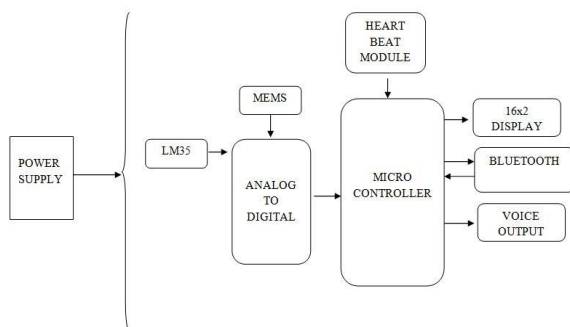 HEART
BEAT
MODULE
MEMS
16x2
DISPLAY
POWER
SUPPLY
LM35
ANALOG
TO
DIGITAL
MICRO
CONTROLLER
BLUETOOTH
VOICE
OUTPUT